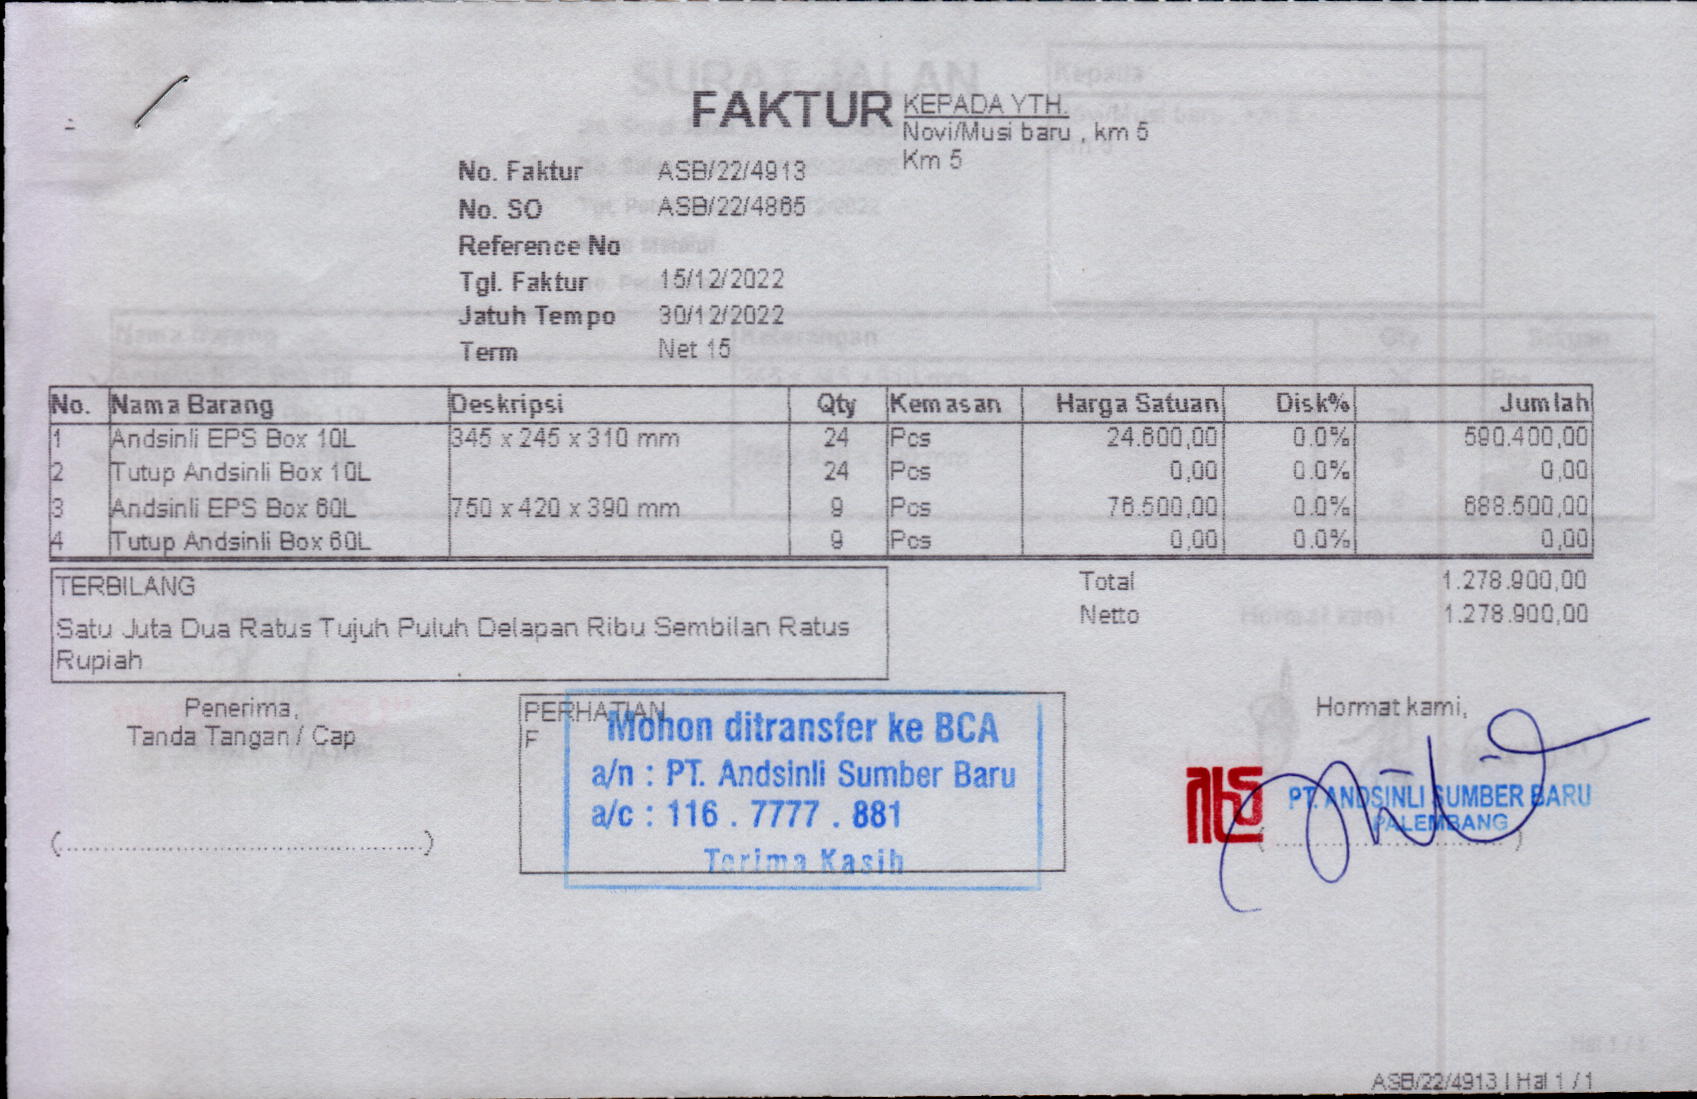 FAKTUR
KEPADA YTH.
Novi/Musi baru , km 5
Km 5
No. Faktur ASB/22/4913
No. SO ASB/22/4865
Reference No
Tgl. Faktur 15/12/2022
Jatuh Tempo 30/12/2022
Term Net 15
No. Nama Barang Deskripsi Qty Kemasan Harga Satuan Disk% Jumlah
1 Andsinli EPS Box 10L 345 x 245 x 310 mm 24 Pcs 24.600,00 0.0% 590.400,00
2 Tutup Andsinli Box 10L 24 Pcs 0,00 0.0% 0,00
3 Andsinli EPS Box 60L 750 x 420 x 390 mm 9 Pcs 76.500,00 0.0% 688.500,00
4 Tutup Andsinli Box 60L 9 Pcs 0,00 0.0% 0,00
TERBILANG
Satu Juta Dua Ratus Tujuh Puluh Delapan Ribu Sembilan Ratus
Rupiah
Total 1.278.900,00
Netto 1.278.900,00
Penerima,
Tanda Tangan / Cap
(..........................................)
PERHATIAN
F
Mohon ditransfer ke BCA
a/n : PT. Andsinli Sumber Baru
a/c : 116 . 7777 . 881
Terima Kasih
Hormat kami,
PT. ANDSINLI SUMBER BARU
PALEMBANG
(..............................)
ASB/22/4913 | Hal 1 / 1